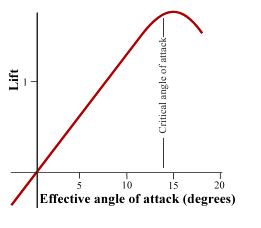 Lift
1
Critical angle of attack
5 10 15 20
Effective angle of attack (degrees)